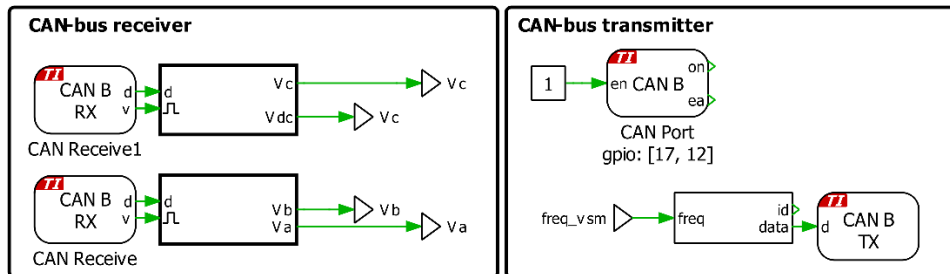 CAN-bus receiver
TI
CAN B
RX
d
v
d
Vc
Vdc
Vc
Vc
CAN Receive1
TI
CAN B
RX
d
v
d
Vb
Va
Vb
Va
CAN Receive
CAN-bus transmitter
1
TI
en
CAN B
on
ea
CAN Port
gpio: [17, 12]
freq_vsm
freq
id
data
TI
d
CAN B
TX